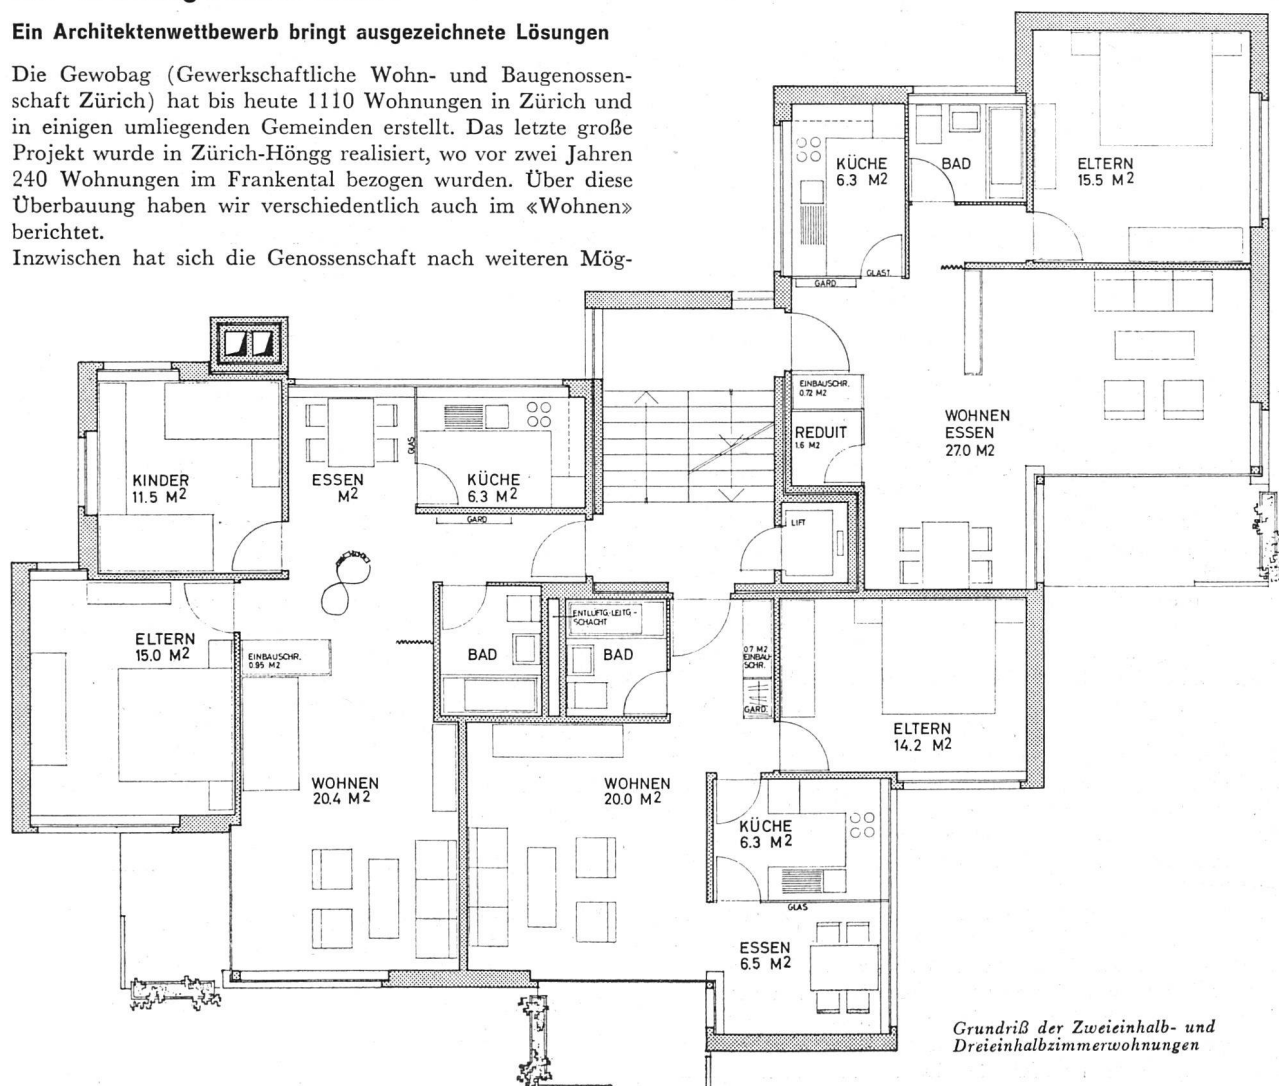 Ein Architektenwettbewerb bringt ausgezeichnete Lösungen
Die Gewobag (Gewerkschaftliche Wohn- und Baugenossen-
schaft Zürich) hat bis heute 1110 Wohnungen in Zürich und
in einigen umliegenden Gemeinden erstellt. Das letzte große
Projekt wurde in Zürich-Höngg realisiert, wo vor zwei Jahren
240 Wohnungen im Frankental bezogen wurden. Über diese
Überbauung haben wir verschiedentlich auch im «Wohnen»
berichtet.
Inzwischen hat sich die Genossenschaft nach weiteren Mög-
KÜCHE
6.3 M2
BAD
ELTERN
15.5 M2
GLAST.
GARD.
EINBAUSCHR.
0.72 M2
REDUIT
1.6 M2
WOHNEN
ESSEN
27.0 M2
LIFT
KINDER
11.5 M2
ESSEN
M2
GLAS
KÜCHE
6.3 M2
GARD.
ELTERN
15.0 M2
EINBAUSCHR.
0.95 M2
BAD
ENTLÜFTG.-LEITG.-
SCHACHT
BAD
0.7 M2
EINBAU-
SCHR.
GARD.
ELTERN
14.2 M2
WOHNEN
20.4 M2
WOHNEN
20.0 M2
KÜCHE
6.3 M2
GLAS
ESSEN
6.5 M2
Grundriß der Zweieinhalb- und
Dreieinhalbzimmerwohnungen